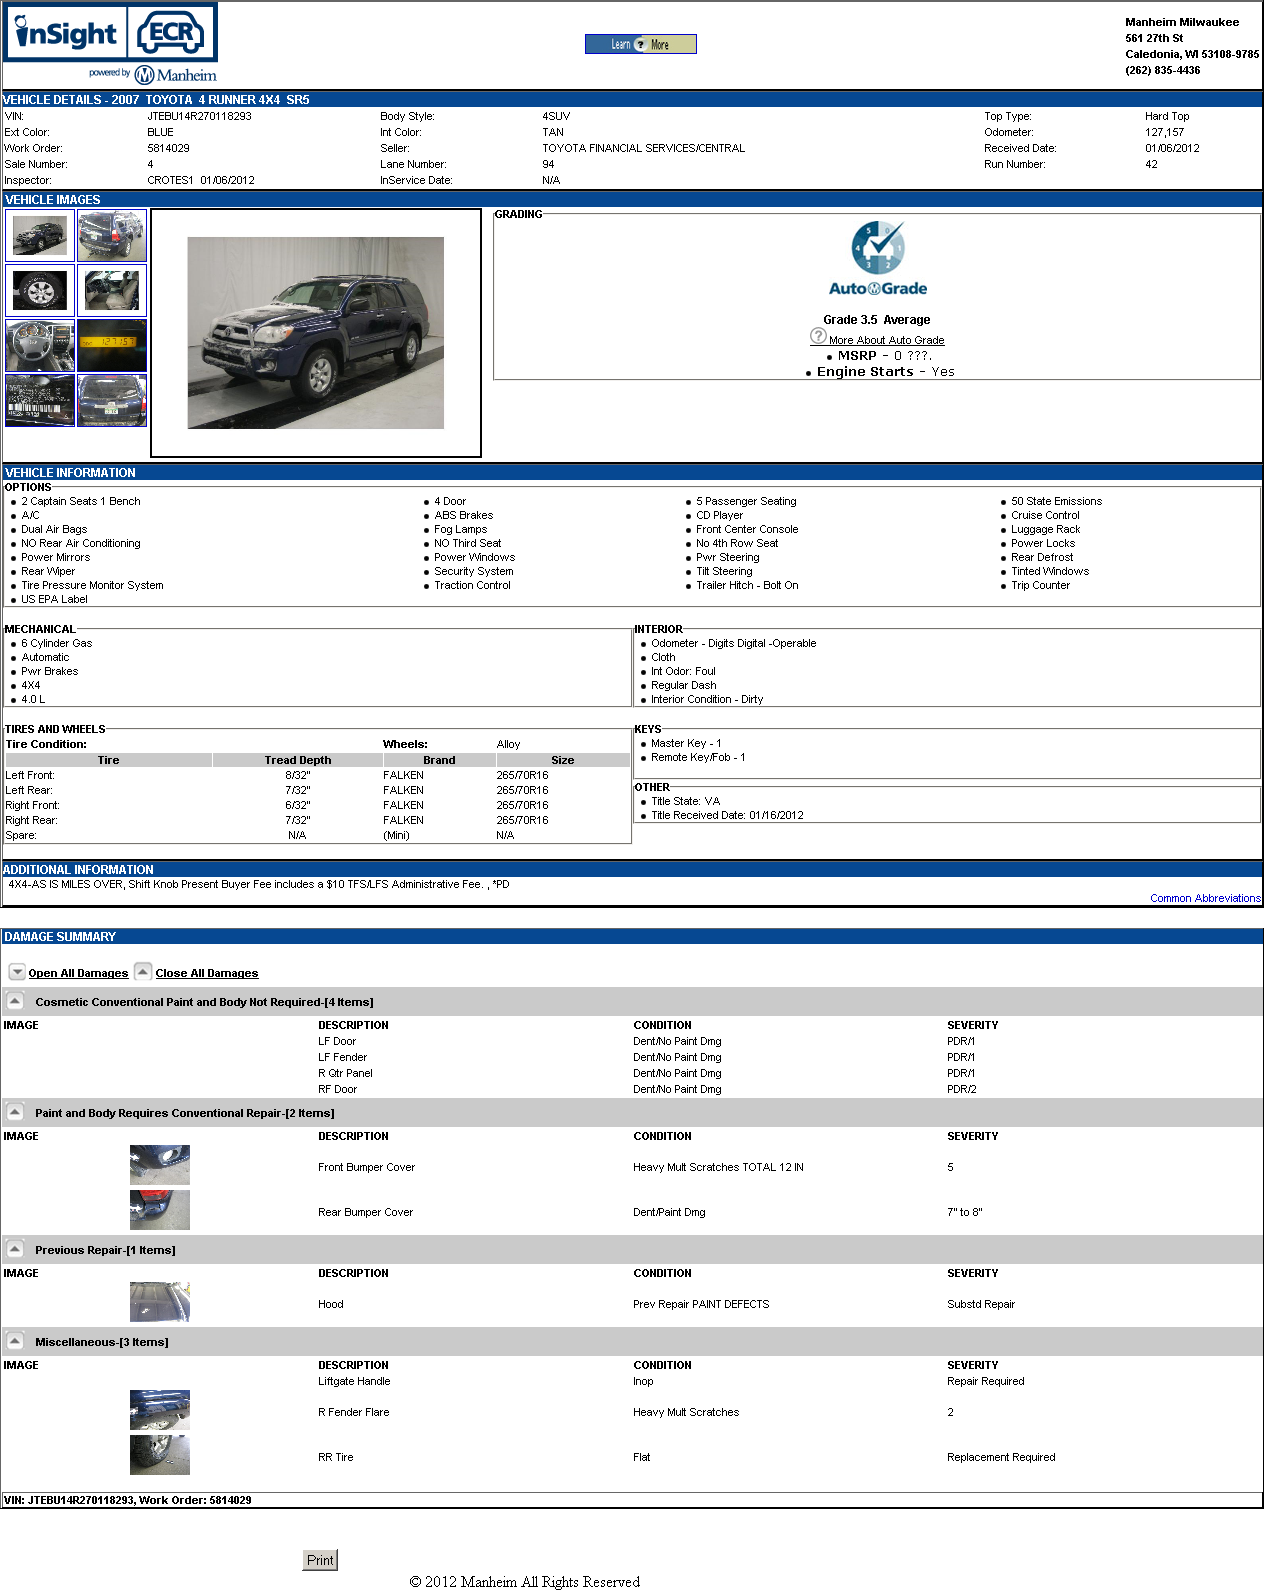 inSight ECR
powered by Manheim
Learn ? More
Manheim Milwaukee
561 27th St
Caledonia, WI 53108-9785
(262) 835-4436
VEHICLE DETAILS - 2007 TOYOTA 4 RUNNER 4X4 SR5
VIN: JTEBU14R270118293 Body Style: 4SUV Top Type: Hard Top
Ext Color: BLUE Int Color: TAN Odometer: 127,157
Work Order: 5814029 Seller: TOYOTA FINANCIAL SERVICES/CENTRAL Received Date: 01/06/2012
Sale Number: 4 Lane Number: 94 Run Number: 42
Inspector: CROTES1 01/06/2012 InService Date: N/A
VEHICLE IMAGES
127157
GRADING
5 4 0 1 3 2
AutoGrade
Grade 3.5 Average
? More About Auto Grade
• MSRP - 0 ???.
• Engine Starts - Yes
VEHICLE INFORMATION
OPTIONS
• 2 Captain Seats 1 Bench • 4 Door • 5 Passenger Seating • 50 State Emissions
• A/C • ABS Brakes • CD Player • Cruise Control
• Dual Air Bags • Fog Lamps • Front Center Console • Luggage Rack
• NO Rear Air Conditioning • NO Third Seat • No 4th Row Seat • Power Locks
• Power Mirrors • Power Windows • Pwr Steering • Rear Defrost
• Rear Wiper • Security System • Tilt Steering • Tinted Windows
• Tire Pressure Monitor System • Traction Control • Trailer Hitch - Bolt On • Trip Counter
• US EPA Label
MECHANICAL
• 6 Cylinder Gas
• Automatic
• Pwr Brakes
• 4X4
• 4.0 L
INTERIOR
• Odometer - Digits Digital -Operable
• Cloth
• Int Odor: Foul
• Regular Dash
• Interior Condition - Dirty
TIRES AND WHEELS
Tire Condition: Wheels: Alloy
Tire Tread Depth Brand Size
Left Front: 8/32" FALKEN 265/70R16
Left Rear: 7/32" FALKEN 265/70R16
Right Front: 6/32" FALKEN 265/70R16
Right Rear: 7/32" FALKEN 265/70R16
Spare: N/A (Mini) N/A
KEYS
• Master Key - 1
• Remote Key/Fob - 1
OTHER
• Title State: VA
• Title Received Date: 01/16/2012
ADDITIONAL INFORMATION
4X4-AS IS MILES OVER, Shift Knob Present Buyer Fee includes a $10 TFS/LFS Administrative Fee. , *PD
Common Abbreviations
DAMAGE SUMMARY
Open All Damages Close All Damages
Cosmetic Conventional Paint and Body Not Required-[4 Items]
IMAGE DESCRIPTION CONDITION SEVERITY
LF Door Dent/No Paint Dmg PDR/1
LF Fender Dent/No Paint Dmg PDR/1
R Qtr Panel Dent/No Paint Dmg PDR/1
RF Door Dent/No Paint Dmg PDR/2
Paint and Body Requires Conventional Repair-[2 Items]
IMAGE DESCRIPTION CONDITION SEVERITY
Front Bumper Cover Heavy Mult Scratches TOTAL 12 IN 5
Rear Bumper Cover Dent/Paint Dmg 7" to 8"
Previous Repair-[1 Items]
IMAGE DESCRIPTION CONDITION SEVERITY
Hood Prev Repair PAINT DEFECTS Substd Repair
Miscellaneous-[3 Items]
IMAGE DESCRIPTION CONDITION SEVERITY
Liftgate Handle Inop Repair Required
R Fender Flare Heavy Mult Scratches 2
RR Tire Flat Replacement Required
VIN: JTEBU14R270118293, Work Order: 5814029
Print
© 2012 Manheim All Rights Reserved